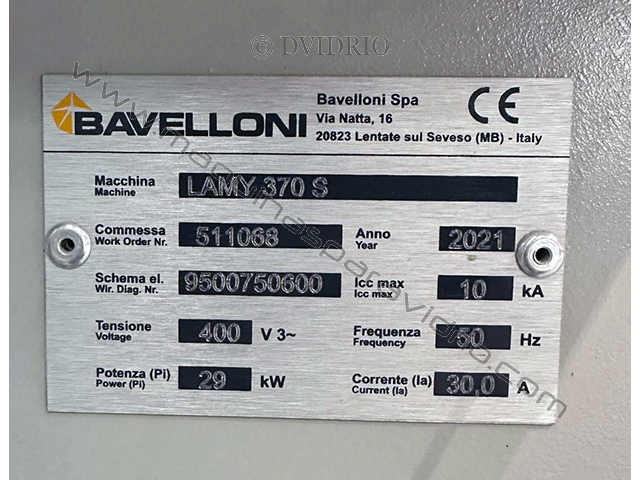 © DVIDRIO
BAVELLONI
Bavelloni Spa
Via Natta, 16
20823 Lentate sul Seveso (MB) - Italy
CE
Macchina LAMY 370 S
Machine
Commessa 511068 Anno 2021
Work Order Nr. Year
Schema el. 9500750600 Icc max 10 kA
Wir. Diag. Nr. Icc max
Tensione 400 V 3~ Frequenza 50 Hz
Voltage Frequency
Potenza (Pi) 29 kW Corrente (Ia) 30,0 A
Power (Pi) Current (Ia)
www.maquinasparavidrio.com